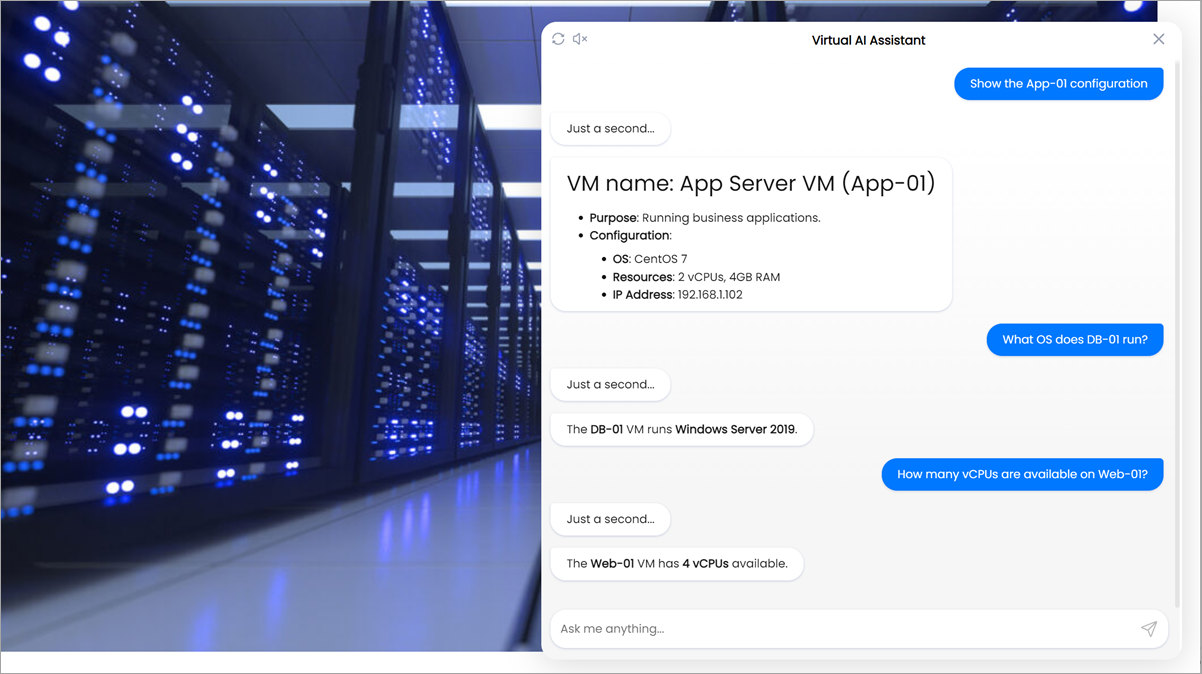 Virtual AI Assistant
Show the App-01 configuration
Just a second...
VM name: App Server VM (App-01)
• Purpose: Running business applications.
• Configuration:
• OS: CentOS 7
• Resources: 2 vCPUs, 4GB RAM
• IP Address: 192.168.1.102
What OS does DB-01 run?
Just a second...
The DB-01 VM runs Windows Server 2019.
How many vCPUs are available on Web-01?
Just a second...
The Web-01 VM has 4 vCPUs available.
Ask me anything...